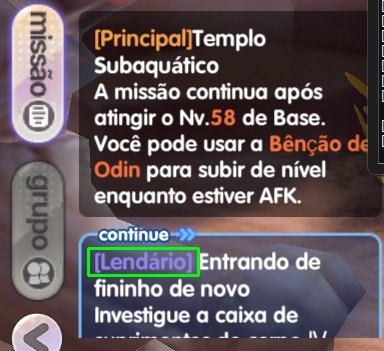 missão
[Principal]Templo
Subaquático
A missão continua após
atingir o Nv.58 de Base.
Você pode usar a Bênção de
Odin para subir de nível
enquanto estiver AFK.
grupo
continue
[Lendário] Entrando de
fininho de novo
Investigue a caixa de